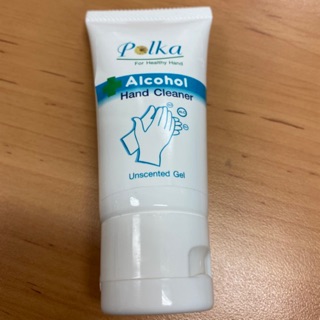 Polka
For Healthy Hand
Alcohol
Hand Cleaner
Unscented Gel